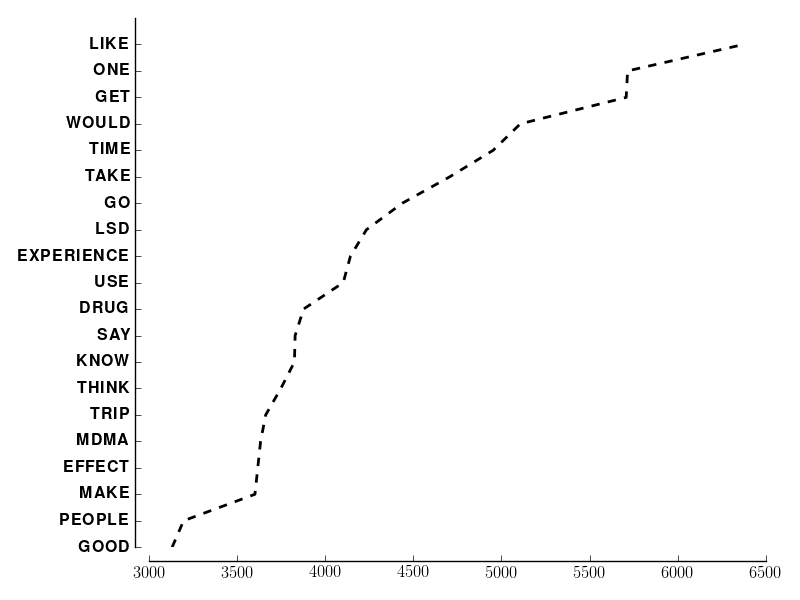 LIKE
ONE
GET
WOULD
TIME
TAKE
GO
LSD
EXPERIENCE
USE
DRUG
SAY
KNOW
THINK
TRIP
MDMA
EFFECT
MAKE
PEOPLE
GOOD
3000 3500 4000 4500 5000 5500 6000 6500